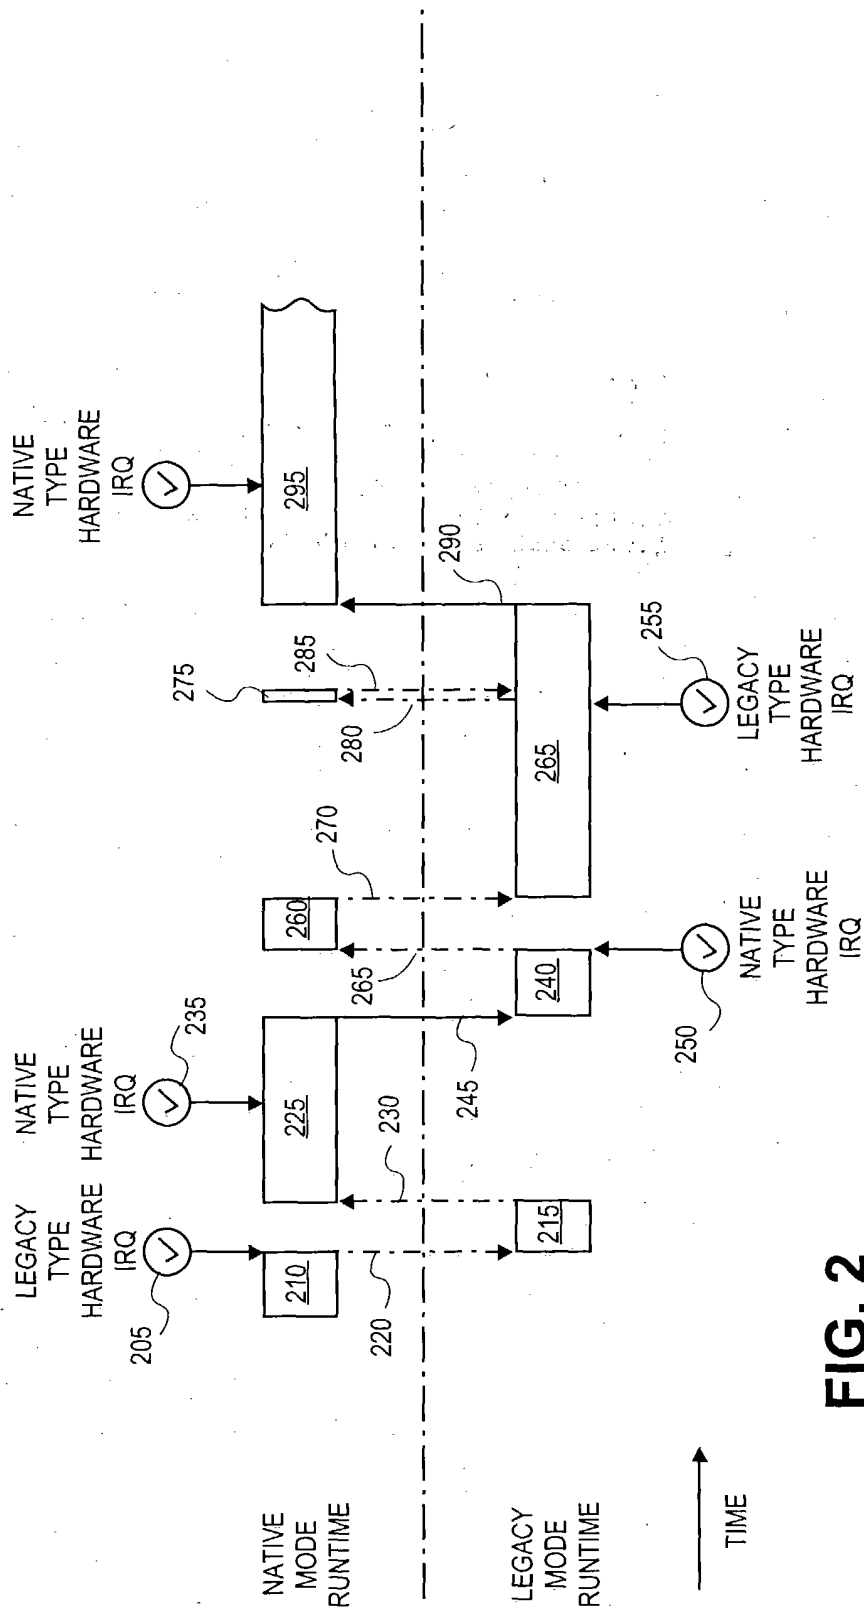 LEGACY
TYPE
HARDWARE
IRQ
205
NATIVE
TYPE
HARDWARE
IRQ
235
NATIVE
TYPE
HARDWARE
IRQ
NATIVE
MODE
RUNTIME
210
225
260
275
295
220
230
245
265
270
280
285
290
LEGACY
MODE
RUNTIME
215
240
265
250
NATIVE
TYPE
HARDWARE
IRQ
255
LEGACY
TYPE
HARDWARE
IRQ
TIME
FIG. 2